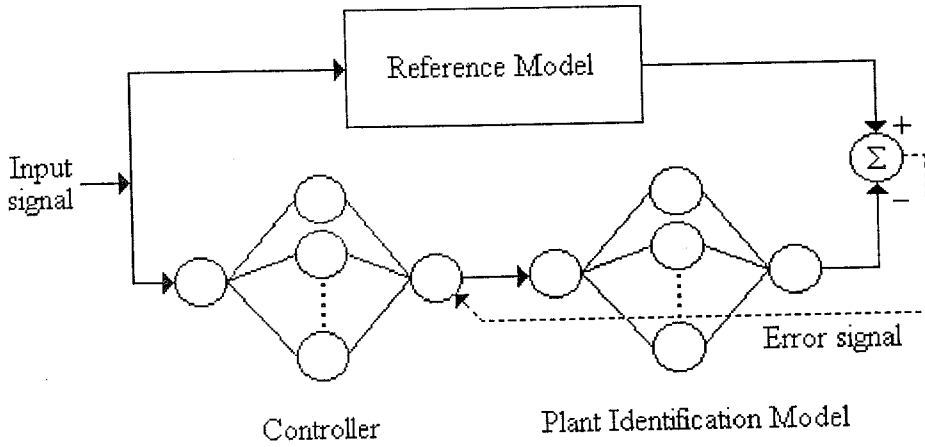 Reference Model
+
Input
signal
Σ
−
Error signal
Controller
Plant Identification Model